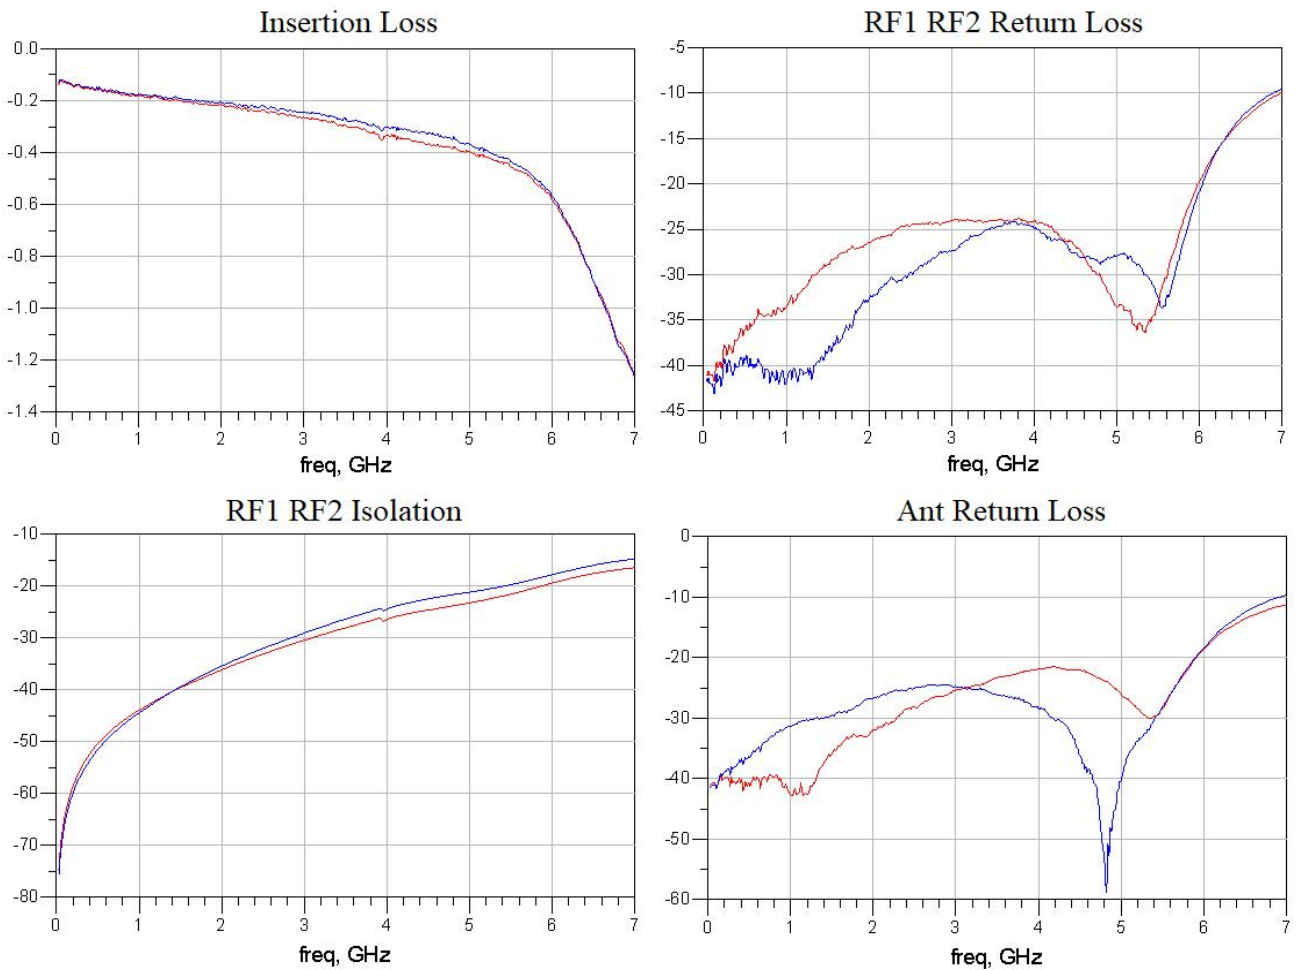 Insertion Loss
0.0
-0.2
-0.4
-0.6
-0.8
-1.0
-1.2
-1.4
0 1 2 3 4 5 6 7
freq, GHz
RF1 RF2 Return Loss
-5
-10
-15
-20
-25
-30
-35
-40
-45
0 1 2 3 4 5 6 7
freq, GHz
RF1 RF2 Isolation
-10
-20
-30
-40
-50
-60
-70
-80
0 1 2 3 4 5 6 7
freq, GHz
Ant Return Loss
0
-10
-20
-30
-40
-50
-60
0 1 2 3 4 5 6 7
freq, GHz